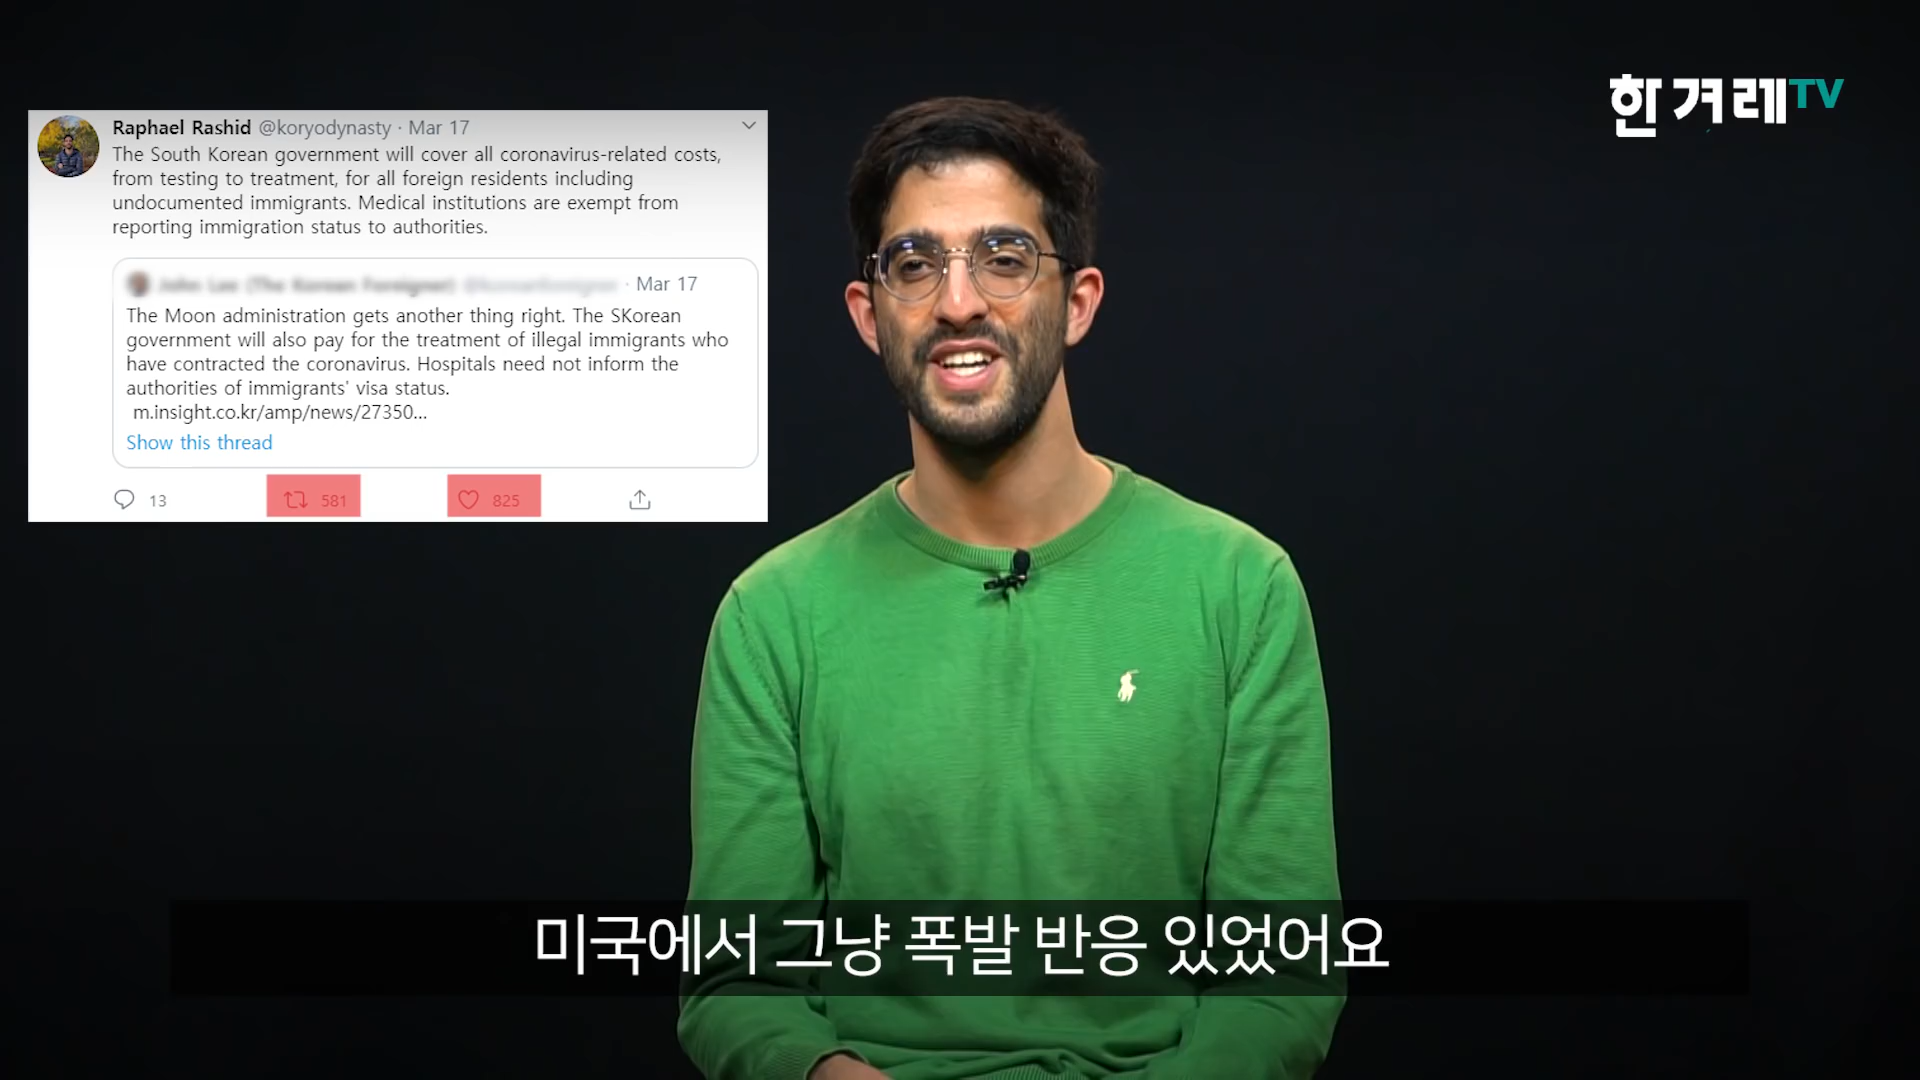 한겨레TV
Raphael Rashid @koryodynasty · Mar 17
The South Korean government will cover all coronavirus-related costs,
from testing to treatment, for all foreign residents including
undocumented immigrants. Medical institutions are exempt from
reporting immigration status to authorities.
· Mar 17
The Moon administration gets another thing right. The SKorean
government will also pay for the treatment of illegal immigrants who
have contracted the coronavirus. Hospitals need not inform the
authorities of immigrants' visa status.
m.insight.co.kr/amp/news/27350...
Show this thread
13 581 825
미국에서 그냥 폭발 반응 있었어요